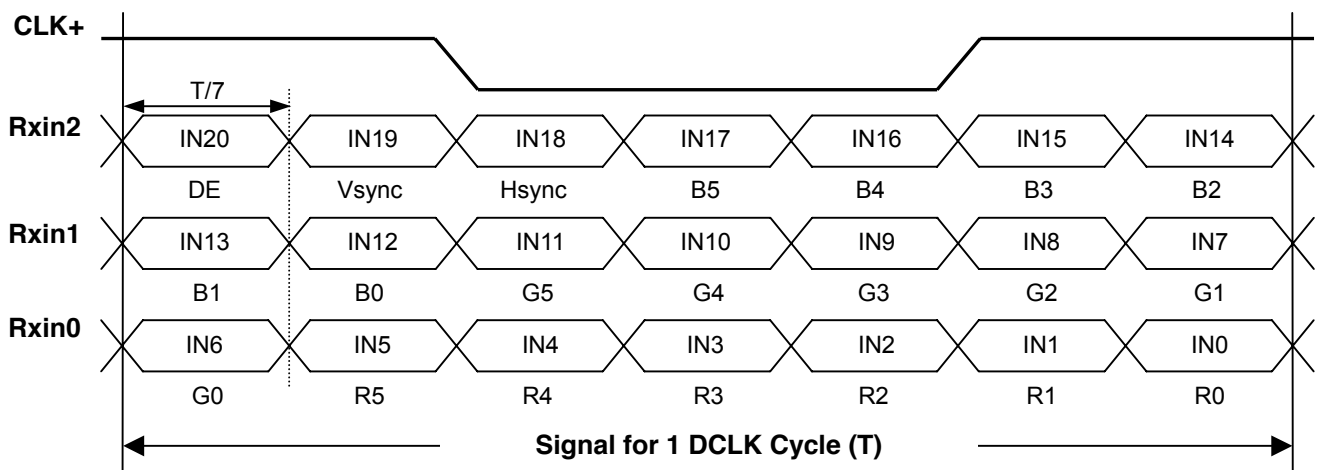 CLK+
T/7
Rxin2 IN20 IN19 IN18 IN17 IN16 IN15 IN14
DE Vsync Hsync B5 B4 B3 B2
Rxin1 IN13 IN12 IN11 IN10 IN9 IN8 IN7
B1 B0 G5 G4 G3 G2 G1
Rxin0 IN6 IN5 IN4 IN3 IN2 IN1 IN0
G0 R5 R4 R3 R2 R1 R0
Signal for 1 DCLK Cycle (T)